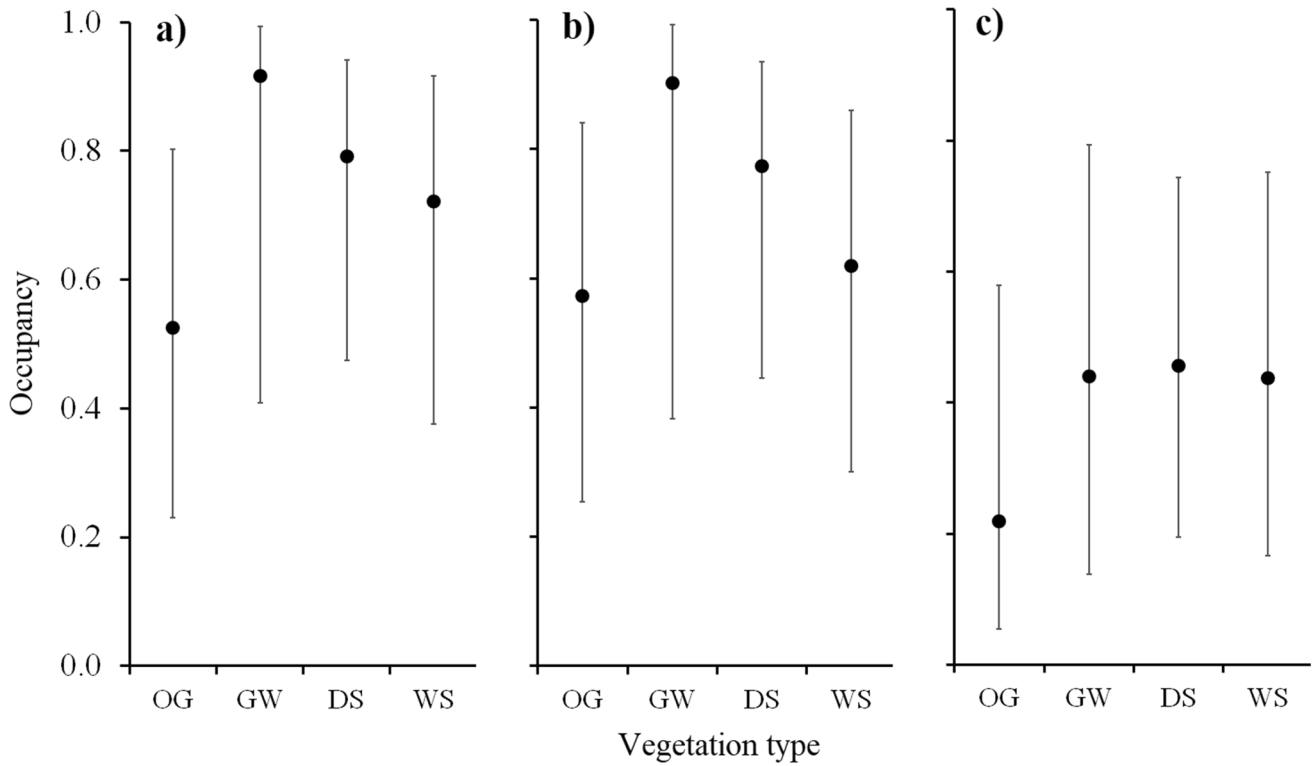 a)
b)
c)
1.0
0.8
0.6
0.4
0.2
0.0
Occupancy
OG GW DS WS
OG GW DS WS
OG GW DS WS
Vegetation type